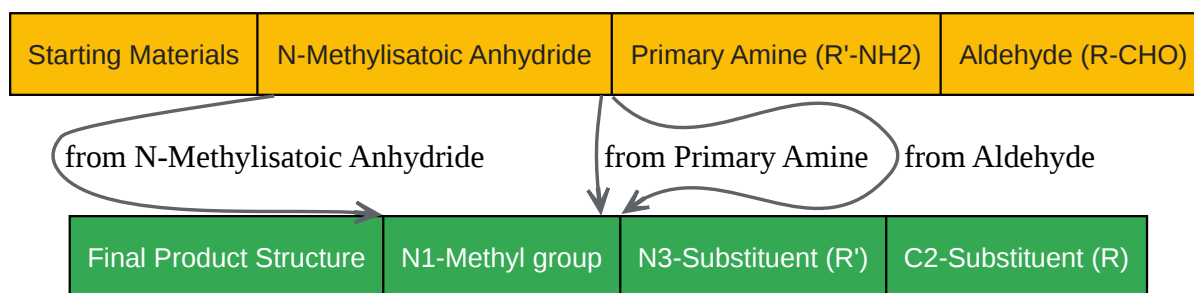 Starting Materials N-Methylisatoic Anhydride Primary Amine (R'-NH2) Aldehyde (R-CHO)
from N-Methylisatoic Anhydride from Primary Amine from Aldehyde
Final Product Structure N1-Methyl group N3-Substituent (R') C2-Substituent (R)